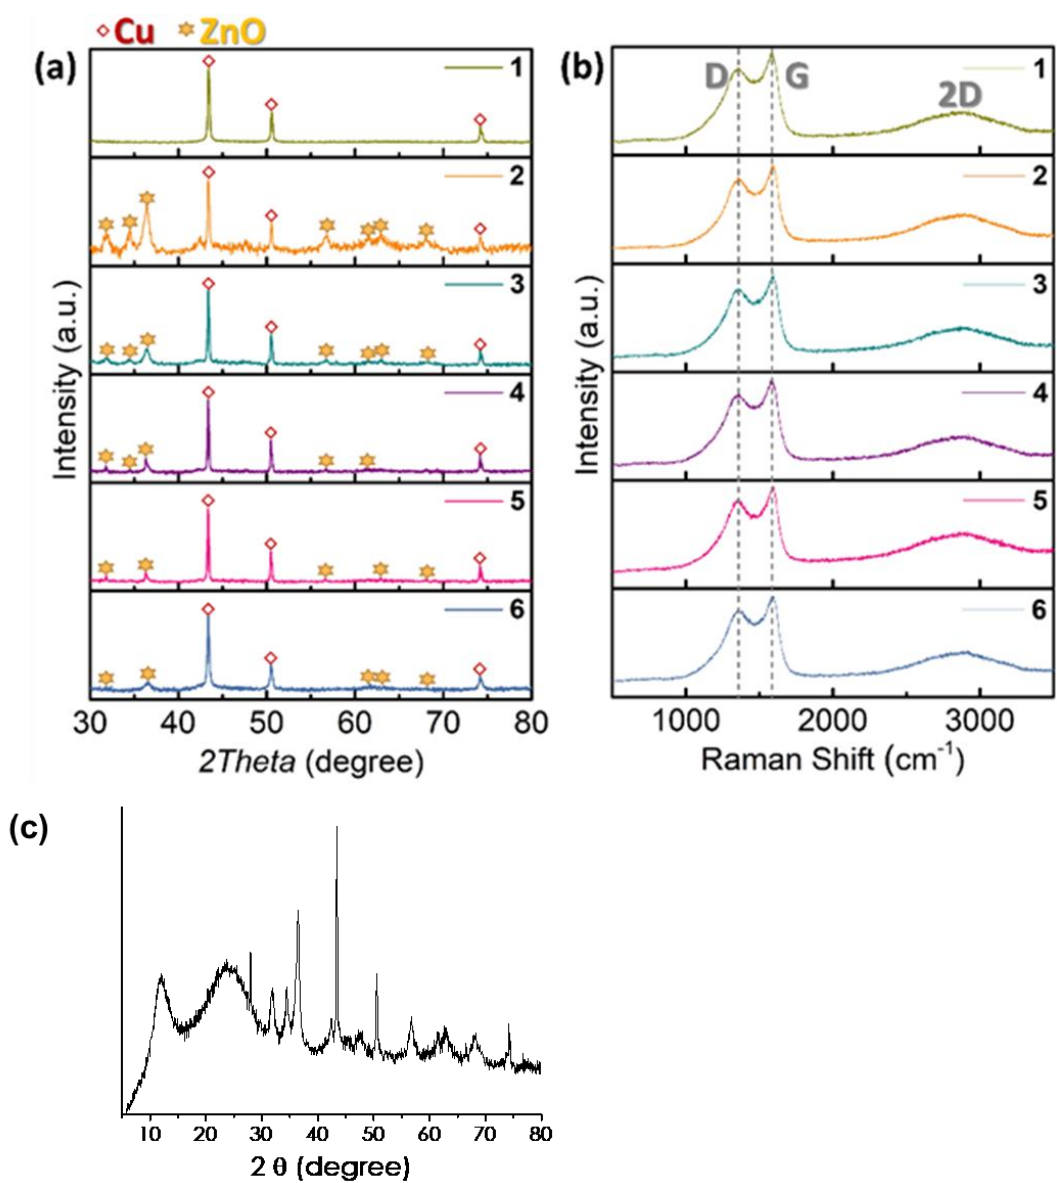 Cu ZnO
(a)
1
2
3
4
5
6
Intensity (a.u.)
30 40 50 60 70 80
2Theta (degree)
(b)
D G
2D
1
2
3
4
5
6
Intensity (a.u.)
1000 2000 3000
Raman Shift (cm-1)
(c)
10 20 30 40 50 60 70 80
2 θ (degree)